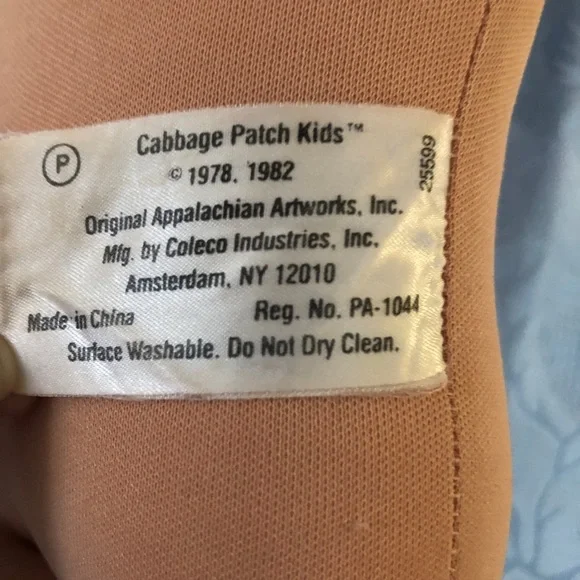 P
Cabbage Patch Kids™
© 1978. 1982
Original Appalachian Artworks, Inc.
Mfg. by Coleco Industries, Inc.
Amsterdam, NY 12010
Made in China Reg. No. PA-1044
Surface Washable. Do Not Dry Clean.
25599